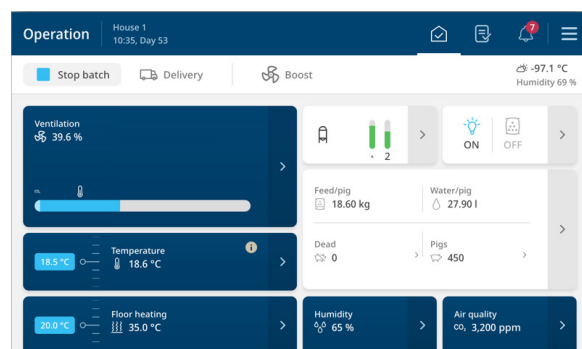 Operation
House 1
10:35, Day 53
7
Stop batch
Delivery
Boost
-97.1 °C
Humidity 69 %
Ventilation
39.6 %
2
ON
OFF
Feed/pig
18.60 kg
Water/pig
27.90 l
Temperature
18.5 °C
18.6 °C
Dead
0
Pigs
450
Floor heating
20.0 °C
35.0 °C
Humidity
65 %
Air quality
CO₂ 3,200 ppm